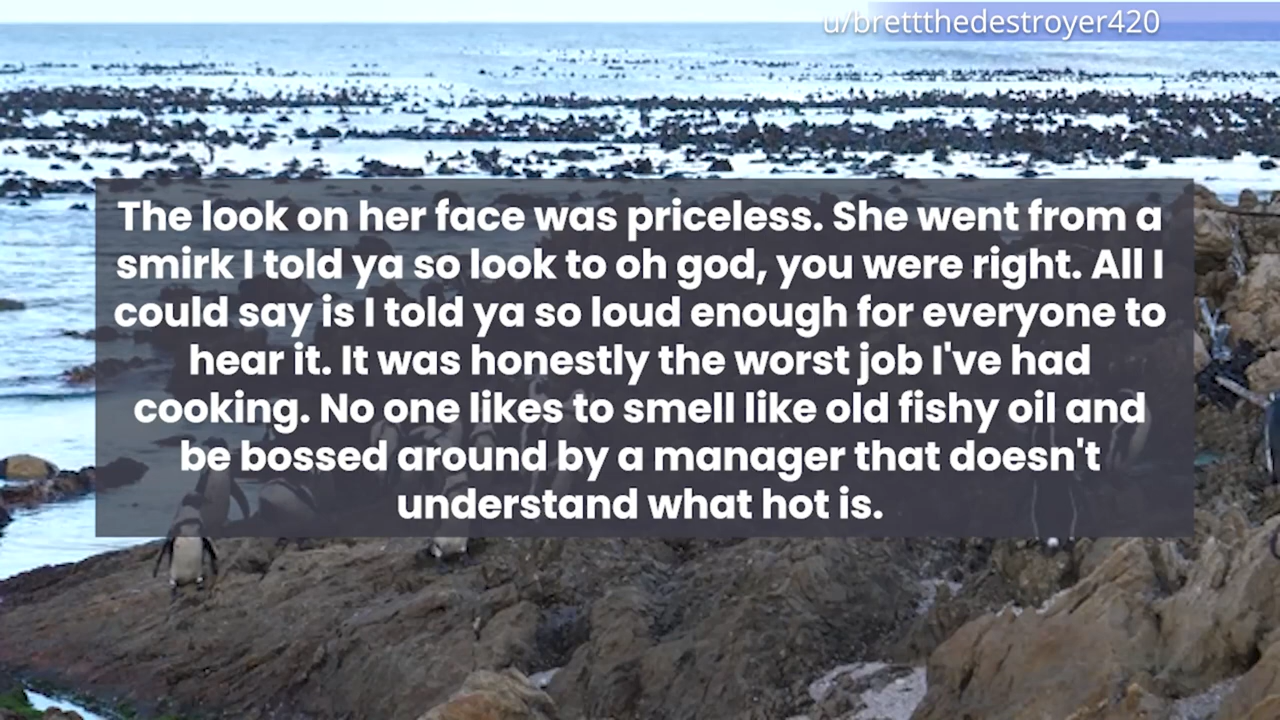 u/brettthedestroyer420
The look on her face was priceless. She went from a
smirk I told ya so look to oh god, you were right. All I
could say is I told ya so loud enough for everyone to
hear it. It was honestly the worst job I've had
cooking. No one likes to smell like old fishy oil and
be bossed around by a manager that doesn't
understand what hot is.